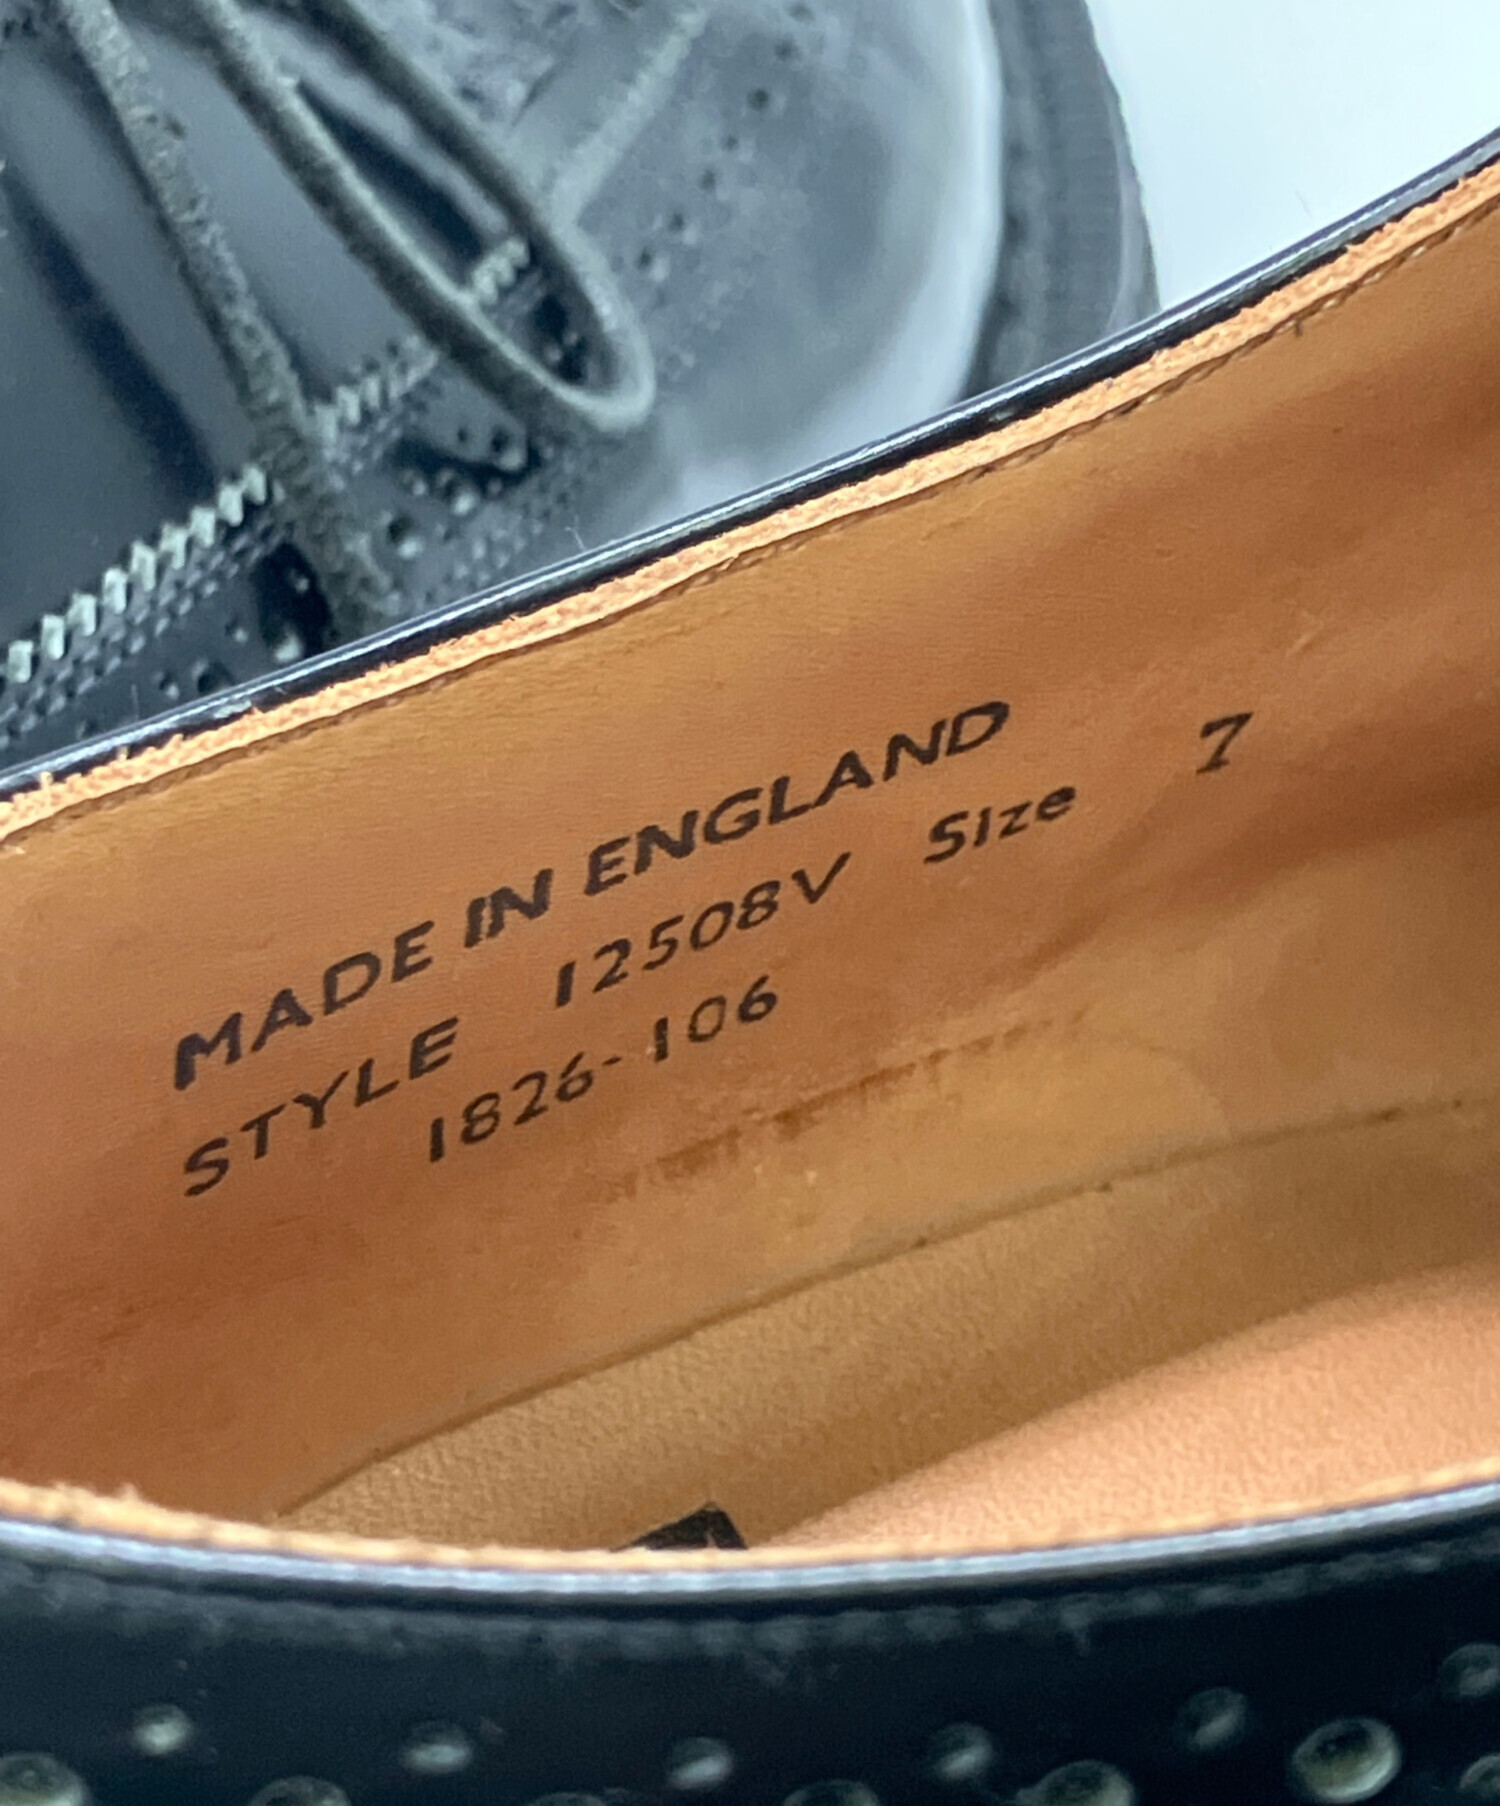 MADE IN ENGLAND
STYLE 12508V Size 7
1826-106